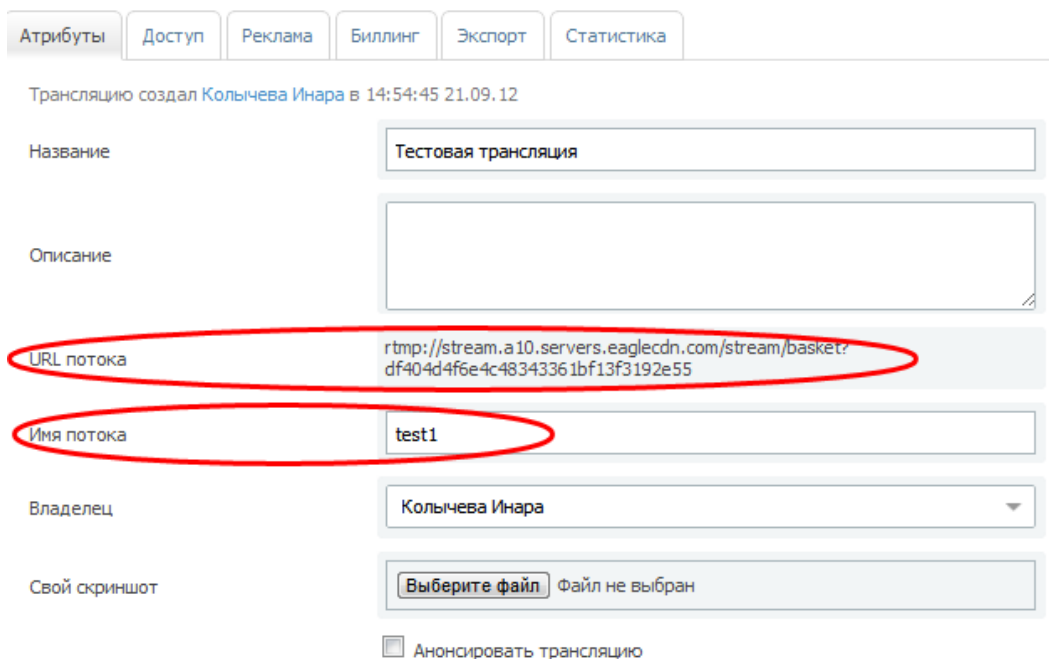 Атрибуты Доступ Реклама Биллинг Экспорт Статистика
Трансляцию создал Колычева Инара в 14:54:45 21.09.12
Название Тестовая трансляция
Описание
URL потока rtmp://stream.a10.servers.eaglecdn.com/stream/basket?
df404d4f6e4c48343361bf13f3192e55
Имя потока test1
Владелец Колычева Инара
Свой скриншот Выберите файл Файл не выбран
Анонсировать трансляцию